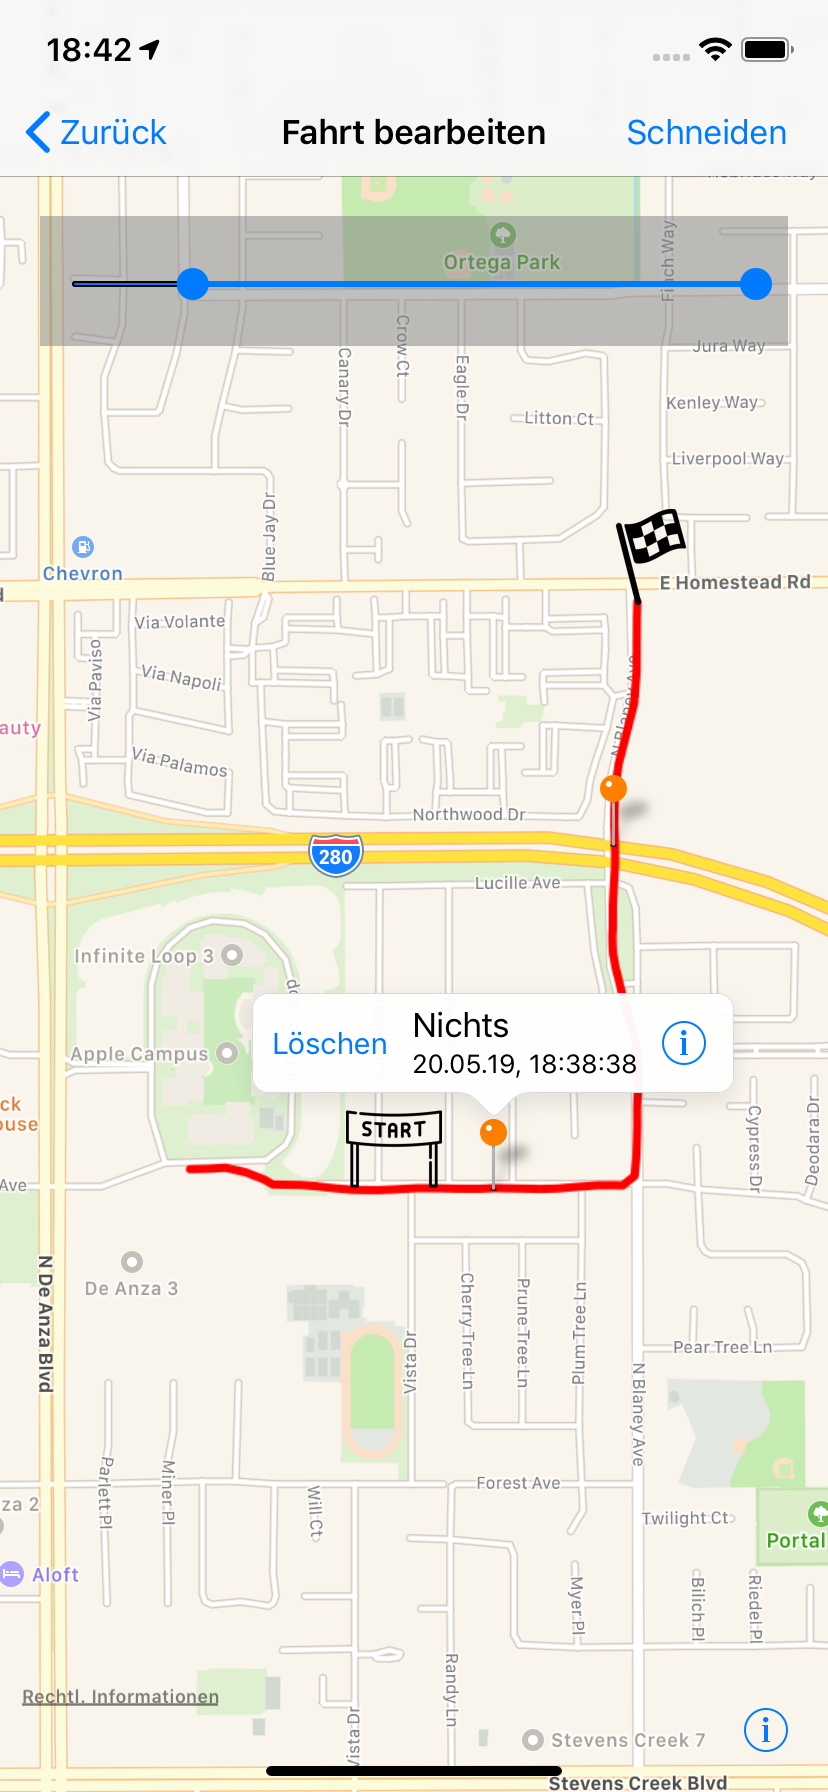 18:42
Zurück
Fahrt bearbeiten
Schneiden
Ortega Park
Finch Way
Jura Way
Crow Ct
Canary Dr
Eagle Dr
Kenley Way
Litton Ct
Liverpool Way
Blue Jay Dr
Chevron
E Homestead Rd
Via Volante
Via Paviso
Via Napoli
N Blaney Ave
auty
Via Palamos
Northwood Dr
280
Lucille Ave
Infinite Loop 3
Apple Campus
Löschen
Nichts
20.05.19, 18:38:38
ck
ouse
START
Cypress Dr
Deodara Dr
Ave
De Anza 3
N De Anza Blvd
Cherry Tree Ln
Prune Tree Ln
Plum Tree Ln
Vista Dr
Pear Tree Ln
N Blaney Ave
Parlett Pl
Miner Pl
Will Ct
Forest Ave
za 2
Twilight Ct
Portal
Aloft
Myer Pl
Bilich Pl
Riedel Pl
Randy Ln
Rechtl. Informationen
Vista Dr
Stevens Creek 7
Stevens Creek Blvd